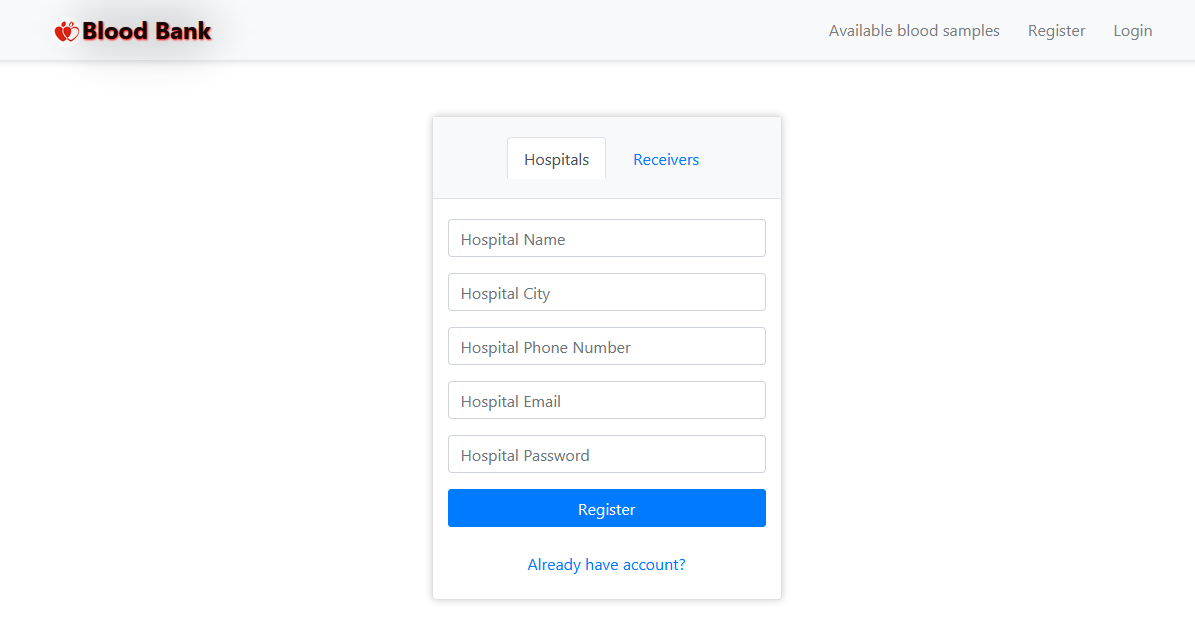 Blood Bank
Available blood samples Register Login
Hospitals Receivers
Hospital Name
Hospital City
Hospital Phone Number
Hospital Email
Hospital Password
Register
Already have account?